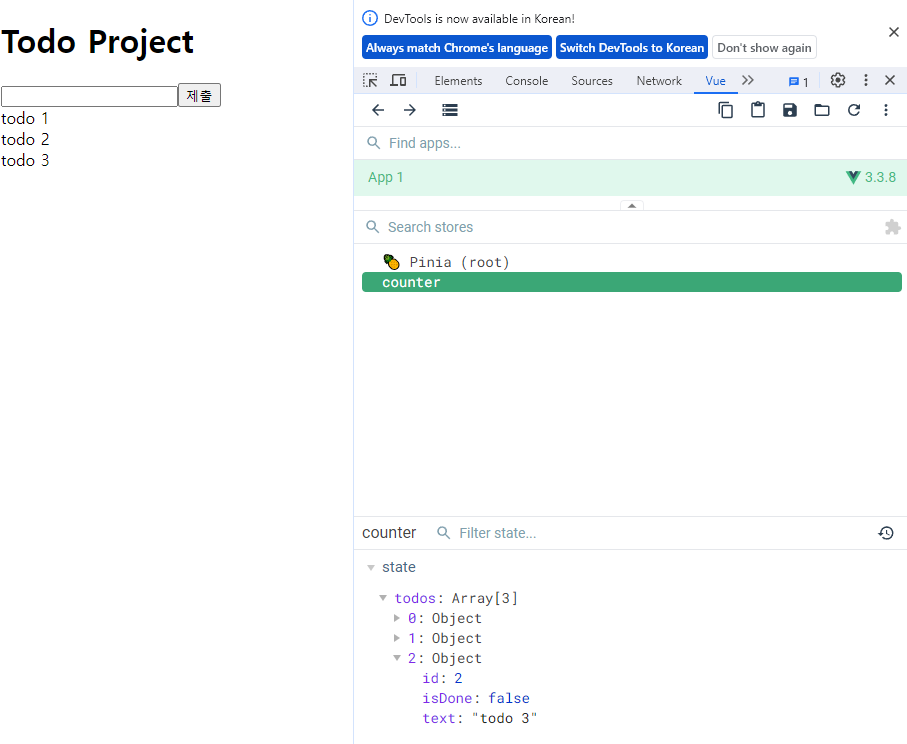 Todo Project
제출
todo 1
todo 2
todo 3
DevTools is now available in Korean!
Always match Chrome's language
Switch DevTools to Korean
Don't show again
Elements
Console
Sources
Network
Vue
1
Find apps...
App 1
3.3.8
Search stores
Pinia (root)
counter
counter
Filter state...
state
todos: Array[3]
0: Object
1: Object
2: Object
id: 2
isDone: false
text: "todo 3"